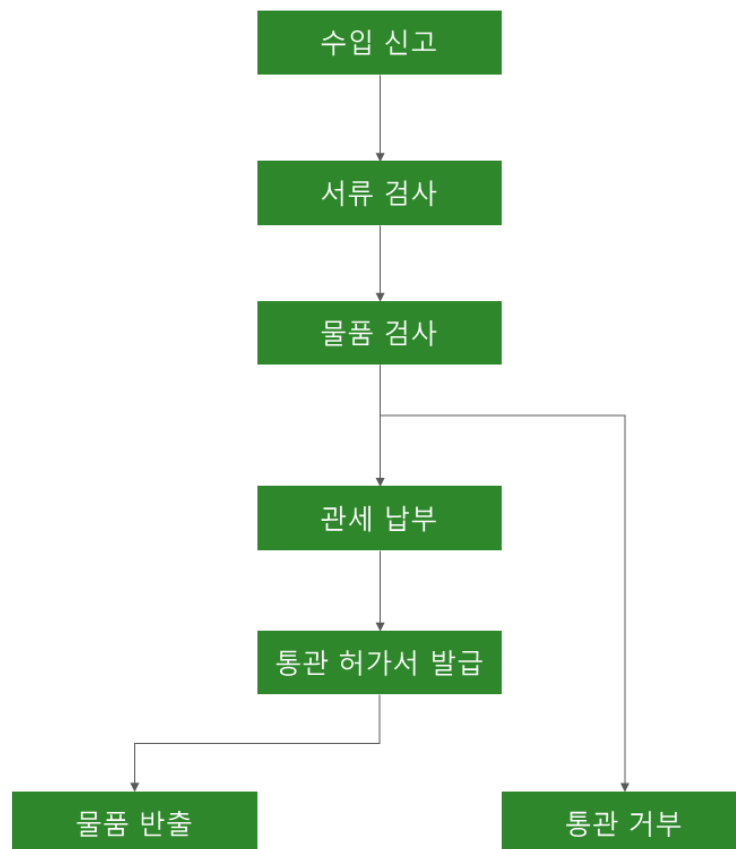 수입 신고
서류 검사
물품 검사
관세 납부
통관 허가서 발급
물품 반출
통관 거부